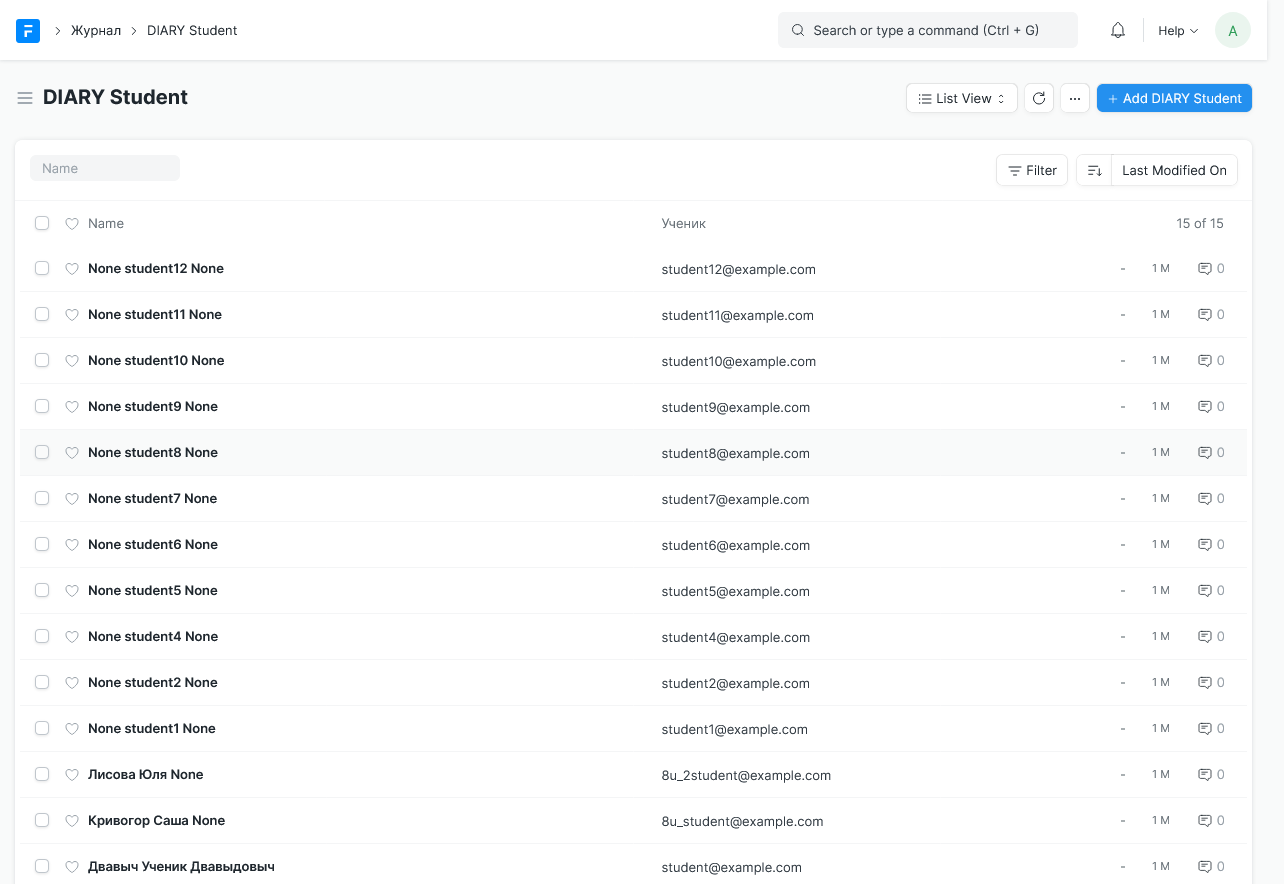 Журнал DIARY Student Search or type a command (Ctrl + G) Help A
DIARY Student List View ... + Add DIARY Student
Name Filter Last Modified On
Name Ученик 15 of 15
None student12 None student12@example.com - 1 M 0
None student11 None student11@example.com - 1 M 0
None student10 None student10@example.com - 1 M 0
None student9 None student9@example.com - 1 M 0
None student8 None student8@example.com - 1 M 0
None student7 None student7@example.com - 1 M 0
None student6 None student6@example.com - 1 M 0
None student5 None student5@example.com - 1 M 0
None student4 None student4@example.com - 1 M 0
None student2 None student2@example.com - 1 M 0
None student1 None student1@example.com - 1 M 0
Лисова Юля None 8u_2student@example.com - 1 M 0
Кривогор Саша None 8u_student@example.com - 1 M 0
Двавыч Ученик Двавыдовыч student@example.com - 1 M 0